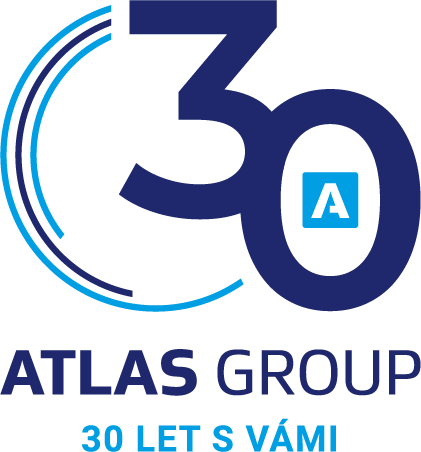 30
A
ATLAS GROUP
30 LET S VÁMI